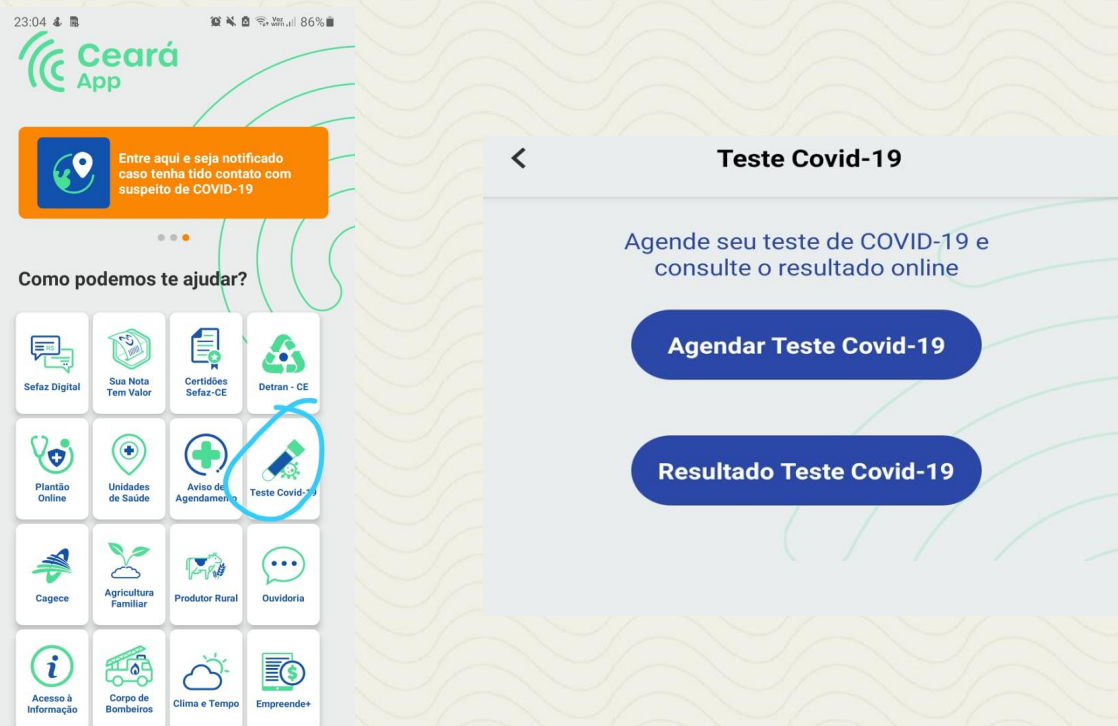 23:04
Voz
WiFi
86%
Ceará
App
Entre aqui e seja notificado
caso tenha tido contato com
suspeito de COVID-19
Como podemos te ajudar?
Sefaz Digital
Sua Nota
Tem Valor
Certidões
Sefaz-CE
Detran - CE
Plantão
Online
Unidades
de Saúde
Aviso de
Agendamento
Teste Covid-19
Cagece
Agricultura
Familiar
Produtor Rural
Ouvidoria
Acesso à
Informação
Corpo de
Bombeiros
Clima e Tempo
Empreende+
Teste Covid-19
Agende seu teste de COVID-19 e
consulte o resultado online
Agendar Teste Covid-19
Resultado Teste Covid-19